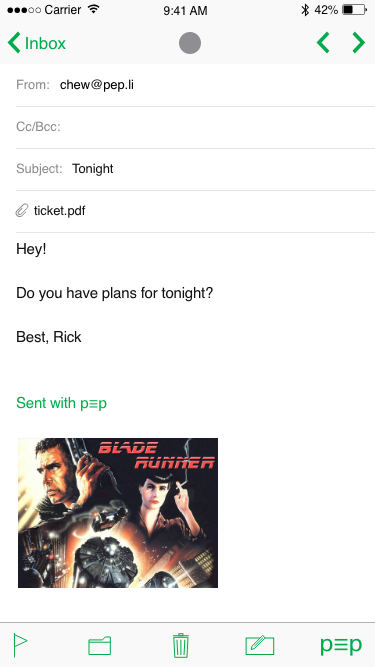 Carrier 9:41 AM 42%
Inbox
From: chew@pep.li
Cc/Bcc:
Subject: Tonight
ticket.pdf
Hey!
Do you have plans for tonight?
Best, Rick
Sent with p≡p
BLADE
RUNNER
p≡p